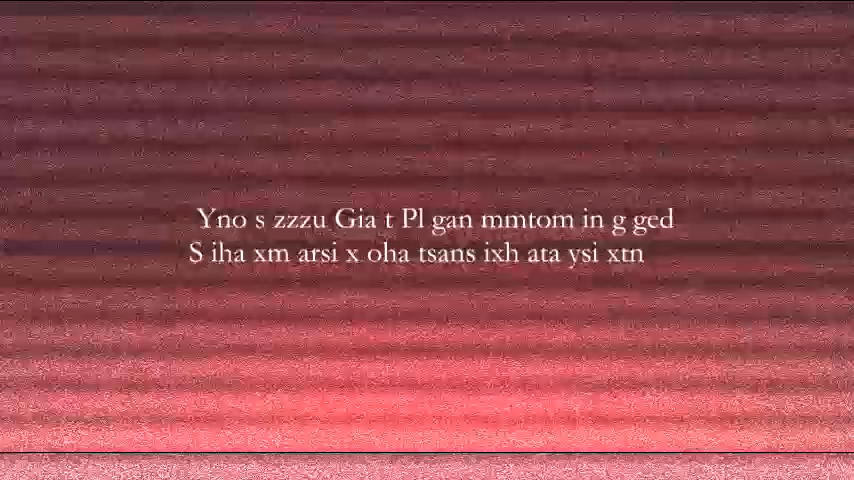 Yno s zzzu Gia t Pl gan mmtom in g ged
S iha xm arsi x oha tsans ixh ata ysi xtn